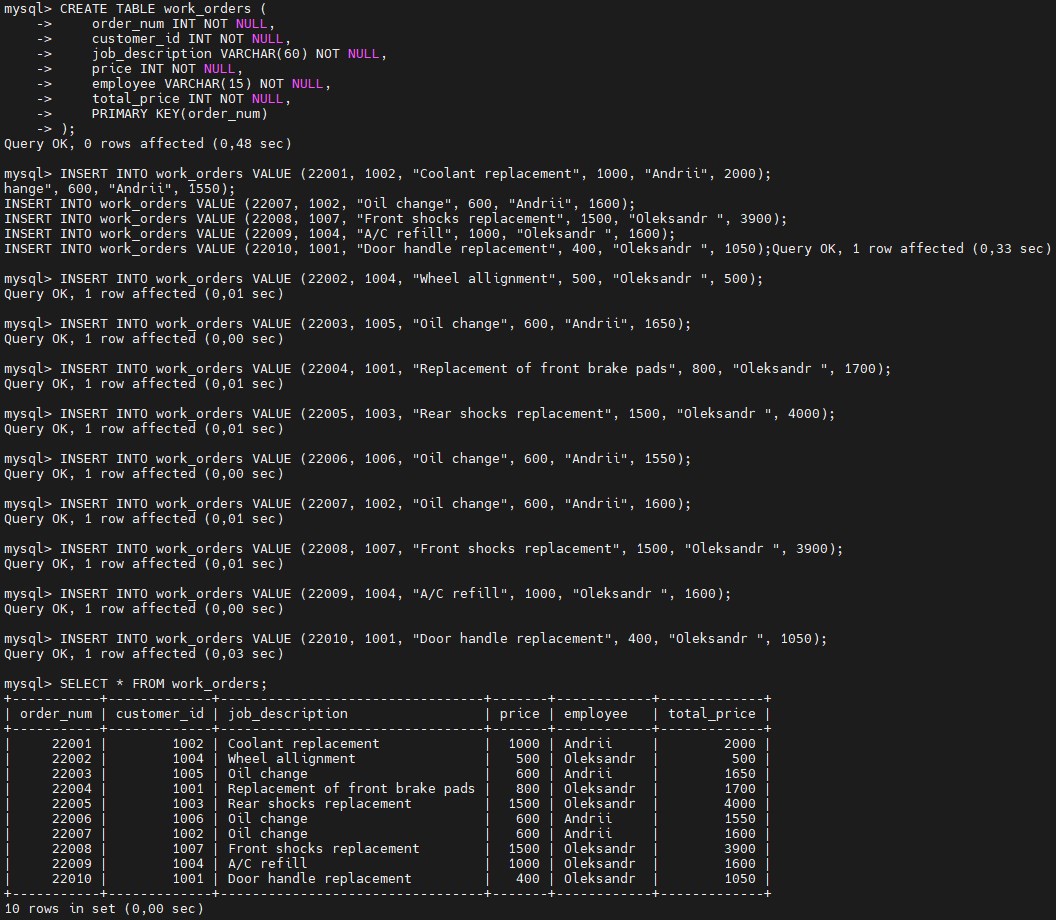 mysql> CREATE TABLE work_orders (
    ->     order_num INT NOT NULL,
    ->     customer_id INT NOT NULL,
    ->     job_description VARCHAR(60) NOT NULL,
    ->     price INT NOT NULL,
    ->     employee VARCHAR(15) NOT NULL,
    ->     total_price INT NOT NULL,
    ->     PRIMARY KEY(order_num)
    -> );
Query OK, 0 rows affected (0,48 sec)

mysql> INSERT INTO work_orders VALUE (22001, 1002, "Coolant replacement", 1000, "Andrii", 2000);
hange", 600, "Andrii", 1550);
INSERT INTO work_orders VALUE (22007, 1002, "Oil change", 600, "Andrii", 1600);
INSERT INTO work_orders VALUE (22008, 1007, "Front shocks replacement", 1500, "Oleksandr ", 3900);
INSERT INTO work_orders VALUE (22009, 1004, "A/C refill", 1000, "Oleksandr ", 1600);
INSERT INTO work_orders VALUE (22010, 1001, "Door handle replacement", 400, "Oleksandr ", 1050);Query OK, 1 row affected (0,33 sec)

mysql> INSERT INTO work_orders VALUE (22002, 1004, "Wheel allignment", 500, "Oleksandr ", 500);
Query OK, 1 row affected (0,01 sec)

mysql> INSERT INTO work_orders VALUE (22003, 1005, "Oil change", 600, "Andrii", 1650);
Query OK, 1 row affected (0,00 sec)

mysql> INSERT INTO work_orders VALUE (22004, 1001, "Replacement of front brake pads", 800, "Oleksandr ", 1700);
Query OK, 1 row affected (0,01 sec)

mysql> INSERT INTO work_orders VALUE (22005, 1003, "Rear shocks replacement", 1500, "Oleksandr ", 4000);
Query OK, 1 row affected (0,01 sec)

mysql> INSERT INTO work_orders VALUE (22006, 1006, "Oil change", 600, "Andrii", 1550);
Query OK, 1 row affected (0,00 sec)

mysql> INSERT INTO work_orders VALUE (22007, 1002, "Oil change", 600, "Andrii", 1600);
Query OK, 1 row affected (0,01 sec)

mysql> INSERT INTO work_orders VALUE (22008, 1007, "Front shocks replacement", 1500, "Oleksandr ", 3900);
Query OK, 1 row affected (0,01 sec)

mysql> INSERT INTO work_orders VALUE (22009, 1004, "A/C refill", 1000, "Oleksandr ", 1600);
Query OK, 1 row affected (0,00 sec)

mysql> INSERT INTO work_orders VALUE (22010, 1001, "Door handle replacement", 400, "Oleksandr ", 1050);
Query OK, 1 row affected (0,03 sec)

mysql> SELECT * FROM work_orders;
+-----------+-------------+---------------------------------+-------+------------+-------------+
| order_num | customer_id | job_description                 | price | employee   | total_price |
+-----------+-------------+---------------------------------+-------+------------+-------------+
|     22001 |        1002 | Coolant replacement             |  1000 | Andrii     |        2000 |
|     22002 |        1004 | Wheel allignment                |   500 | Oleksandr  |         500 |
|     22003 |        1005 | Oil change                      |   600 | Andrii     |        1650 |
|     22004 |        1001 | Replacement of front brake pads |   800 | Oleksandr  |        1700 |
|     22005 |        1003 | Rear shocks replacement         |  1500 | Oleksandr  |        4000 |
|     22006 |        1006 | Oil change                      |   600 | Andrii     |        1550 |
|     22007 |        1002 | Oil change                      |   600 | Andrii     |        1600 |
|     22008 |        1007 | Front shocks replacement        |  1500 | Oleksandr  |        3900 |
|     22009 |        1004 | A/C refill                      |  1000 | Oleksandr  |        1600 |
|     22010 |        1001 | Door handle replacement         |   400 | Oleksandr  |        1050 |
+-----------+-------------+---------------------------------+-------+------------+-------------+
10 rows in set (0,00 sec)